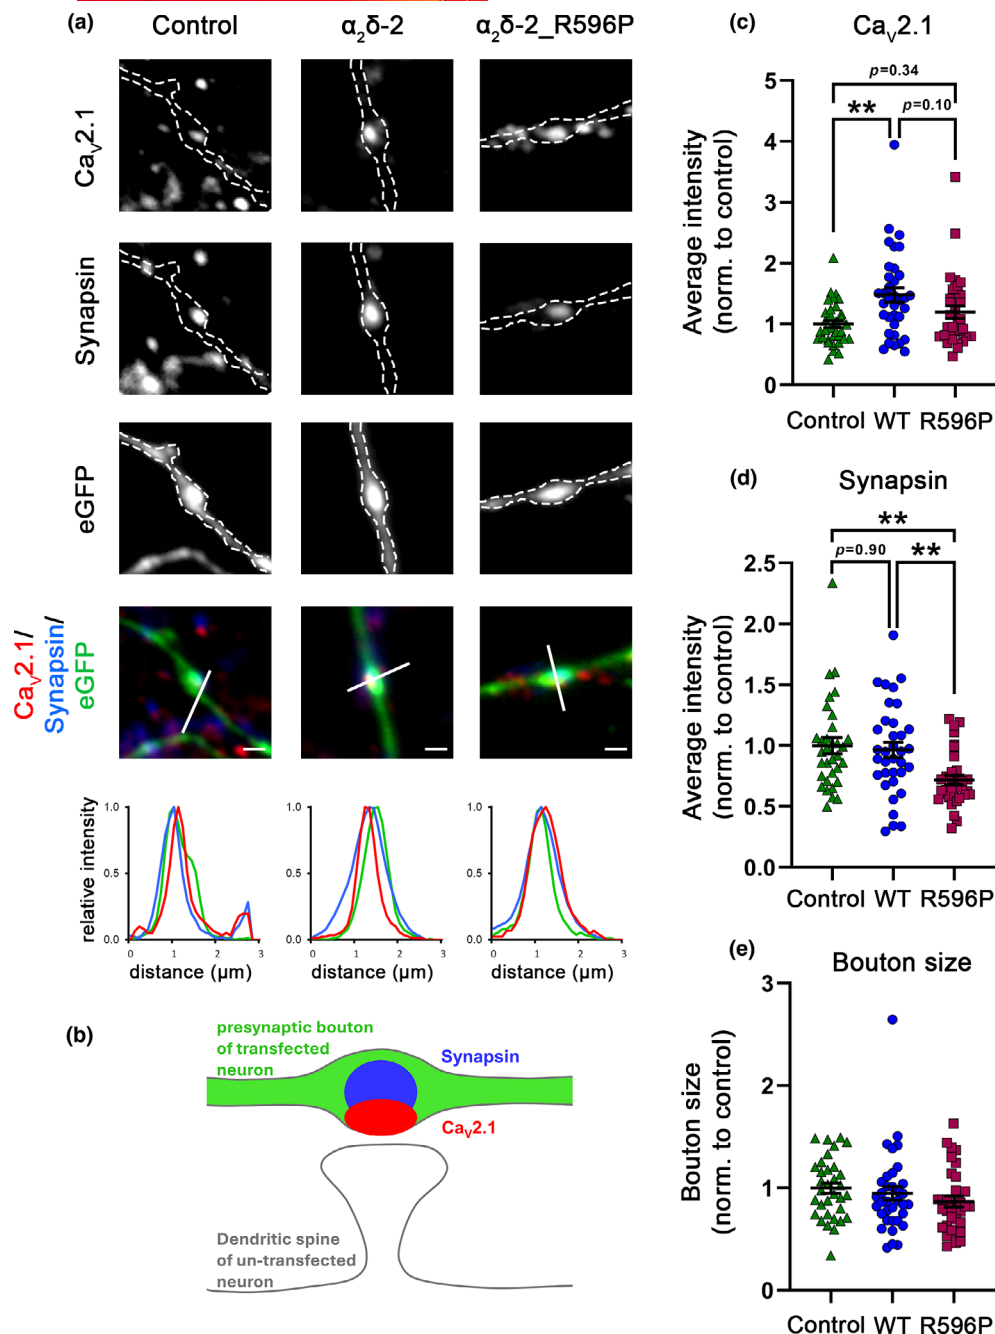 (a)
Control
α₂δ-2
α₂δ-2_R596P
Caᵥ2.1
Synapsin
eGFP
Caᵥ2.1/
Synapsin/
eGFP
relative intensity
1.0
0.5
0.0
0 1 2 3
distance (µm)
1.0
0.5
0.0
0 1 2 3
distance (µm)
1.0
0.5
0.0
0 1 2 3
distance (µm)
(b)
presynaptic bouton
of transfected
neuron
Synapsin
Caᵥ2.1
Dendritic spine
of un-transfected
neuron
(c)
Caᵥ2.1
p=0.34
**
p=0.10
Average intensity
(norm. to control)
5
4
3
2
1
0
Control WT R596P
(d)
Synapsin
**
p=0.90
**
Average intensity
(norm. to control)
2.5
2.0
1.5
1.0
0.5
0.0
Control WT R596P
(e)
Bouton size
Bouton size
(norm. to control)
3
2
1
0
Control WT R596P